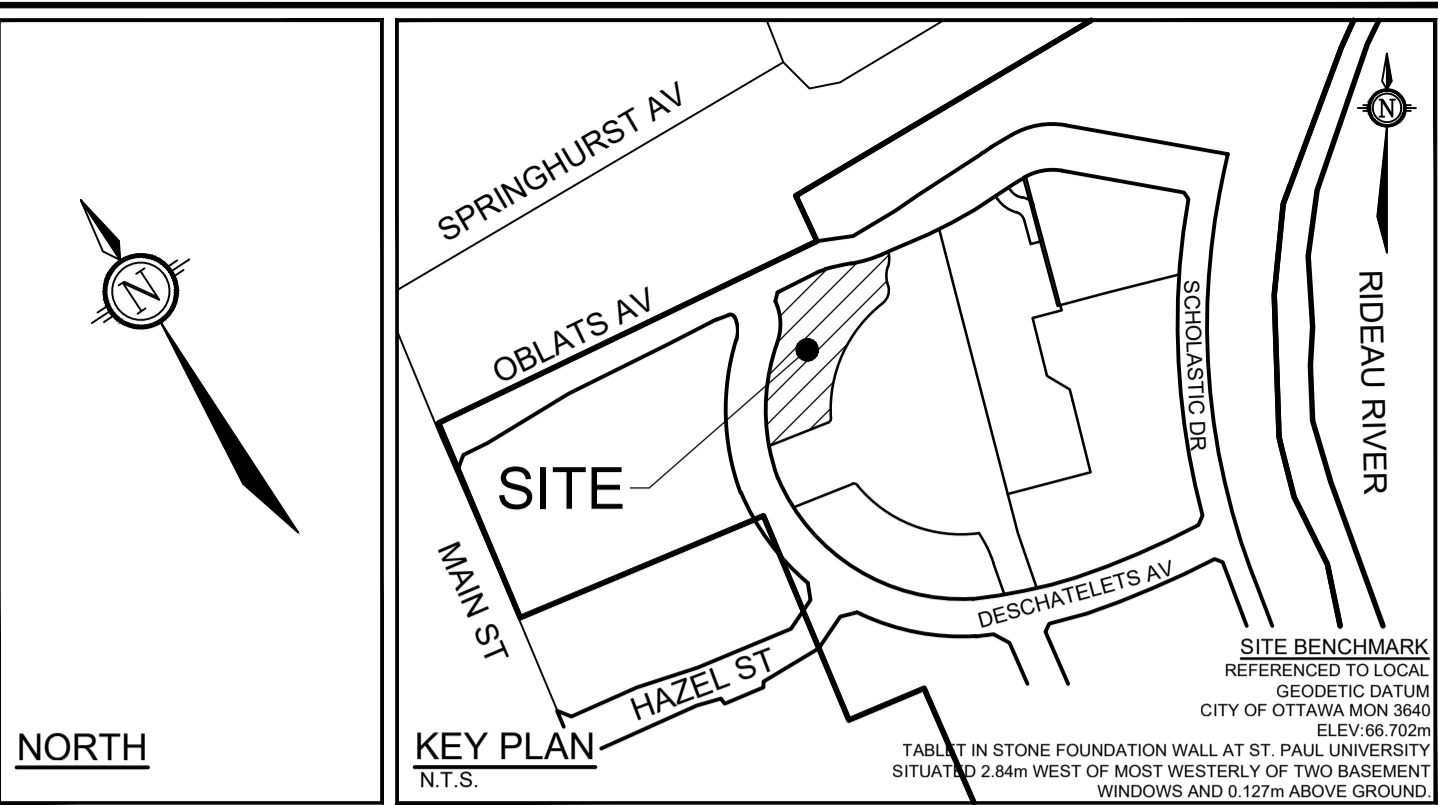 N
NORTH
SPRINGHURST AV
N
OBLATS AV
RIDEAU RIVER
SCHOLASTIC DR
SITE
MAIN ST
DESCHATELETS AV
HAZEL ST
KEY PLAN
N.T.S.
SITE BENCHMARK
REFERENCED TO LOCAL
GEODETIC DATUM
CITY OF OTTAWA MON 3640
ELEV:66.702m
TABLET IN STONE FOUNDATION WALL AT ST. PAUL UNIVERSITY
SITUATED 2.84m WEST OF MOST WESTERLY OF TWO BASEMENT
WINDOWS AND 0.127m ABOVE GROUND.